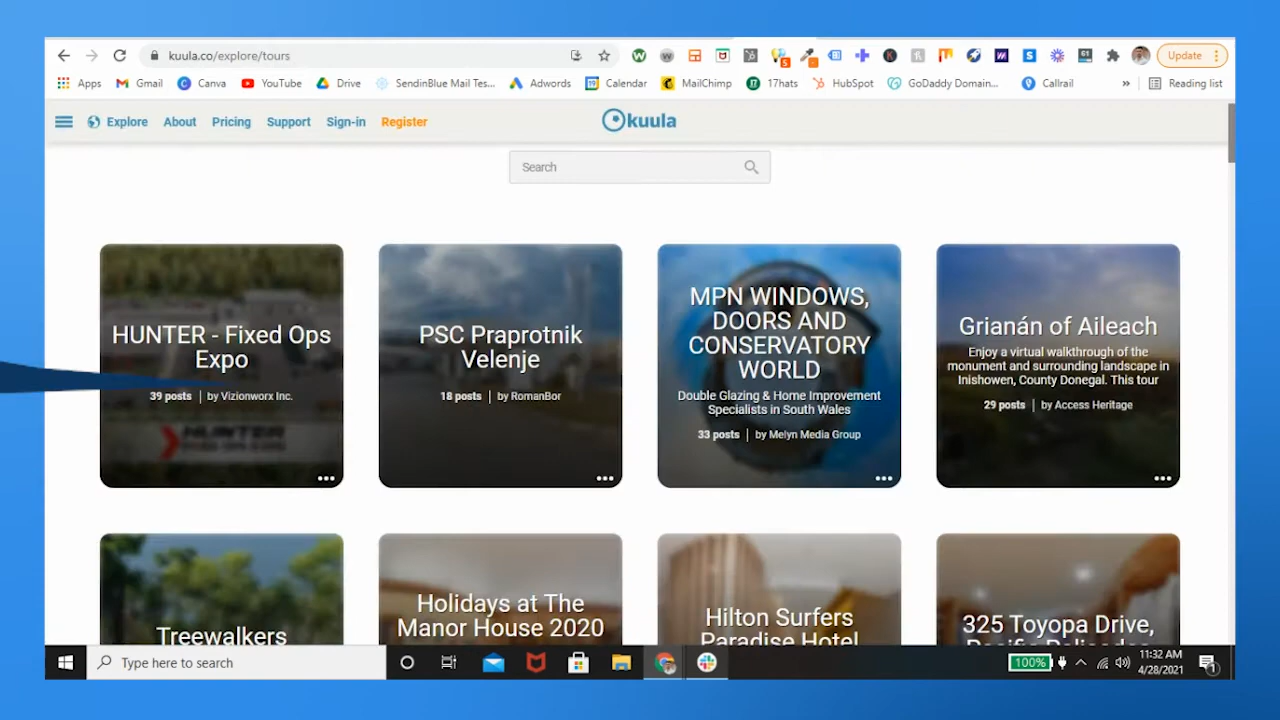 kuula.co/explore/tours
Update
Apps Gmail Canva YouTube Drive SendinBlue Mail Tes... Adwords Calendar MailChimp 17hats HubSpot GoDaddy Domain... Callrail » Reading list
Explore About Pricing Support Sign-in Register
kuula
Search
HUNTER - Fixed Ops
Expo
39 posts | by Vizionworx Inc.
HUNTER
PSC Praprotnik
Velenje
18 posts | by RomanBor
MPN WINDOWS,
DOORS AND
CONSERVATORY
WORLD
Double Glazing & Home Improvement
Specialists in South Wales
33 posts | by Melyn Media Group
Grianán of Aileach
Enjoy a virtual walkthrough of the
monument and surrounding landscape in
Inishowen, County Donegal. This tour
29 posts | by Access Heritage
Treewalkers
Holidays at The
Manor House 2020
Hilton Surfers
Paradise Hotel
325 Toyopa Drive,
Pacific Palisades
Type here to search
100%
11:32 AM
4/28/2021
1